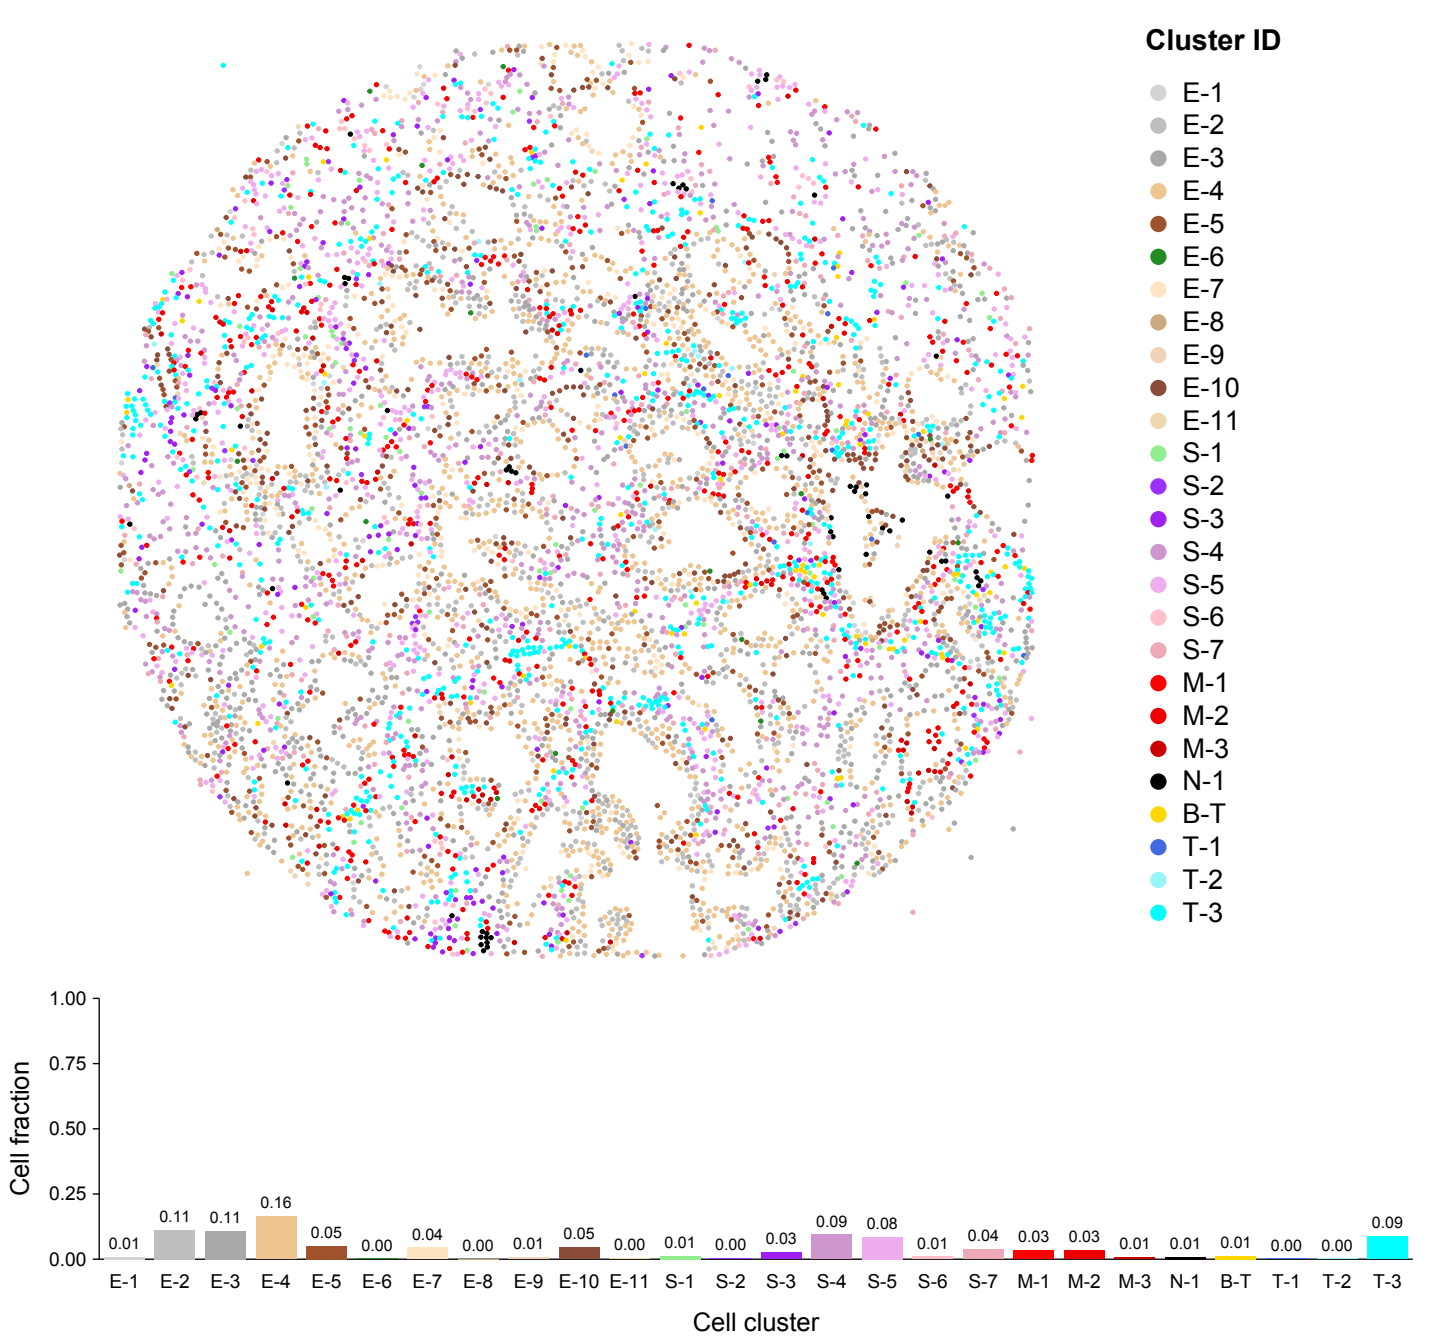 Cluster ID
E-1
E-2
E-3
E-4
E-5
E-6
E-7
E-8
E-9
E-10
E-11
S-1
S-2
S-3
S-4
S-5
S-6
S-7
M-1
M-2
M-3
N-1
B-T
T-1
T-2
T-3
1.00
0.75
0.50
0.25
0.00
Cell fraction
0.01 0.11 0.11 0.16 0.05 0.00 0.04 0.00 0.01 0.05 0.00 0.01 0.00 0.03 0.09 0.08 0.01 0.04 0.03 0.03 0.01 0.01 0.01 0.00 0.00 0.09
E-1 E-2 E-3 E-4 E-5 E-6 E-7 E-8 E-9 E-10 E-11 S-1 S-2 S-3 S-4 S-5 S-6 S-7 M-1 M-2 M-3 N-1 B-T T-1 T-2 T-3
Cell cluster